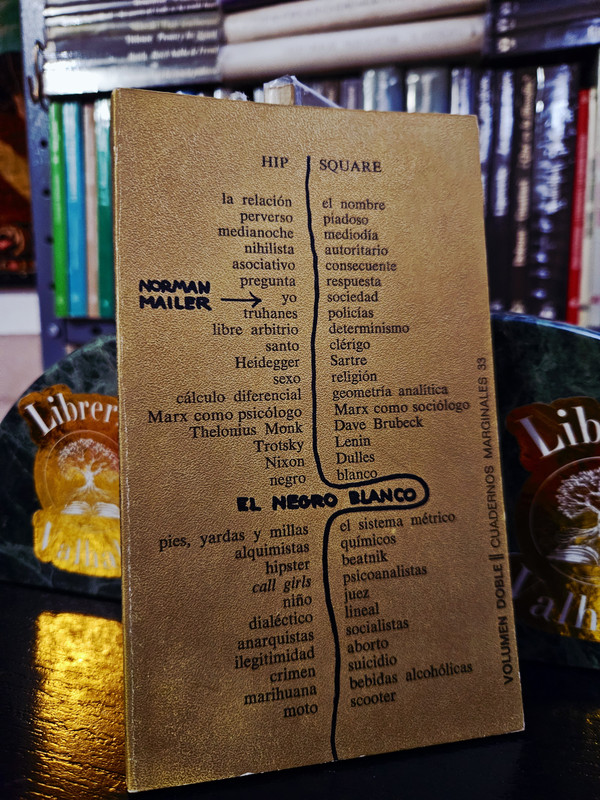 HIP SQUARE
la relación el nombre
perverso piadoso
medianoche mediodía
nihilista autoritario
asociativo consecuente
pregunta respuesta
NORMAN
MAILER
yo sociedad
truhanes policías
libre arbitrio determinismo
santo clérigo
Heidegger Sartre
sexo religión
cálculo diferencial geometría analítica
Marx como psicólogo Marx como sociólogo
Thelonius Monk Dave Brubeck
Trotsky Lenin
Nixon Dulles
negro blanco
EL NEGRO BLANCO
pies, yardas y millas el sistema métrico
alquimistas químicos
hipster beatnik
call girls psicoanalistas
niño juez
dialéctico lineal
anarquistas socialistas
ilegitimidad aborto
crimen suicidio
marihuana bebidas alcohólicas
moto scooter
VOLUMEN DOBLE || CUADERNOS MARGINALES 33
Librer
Valhal
Lib
Valh